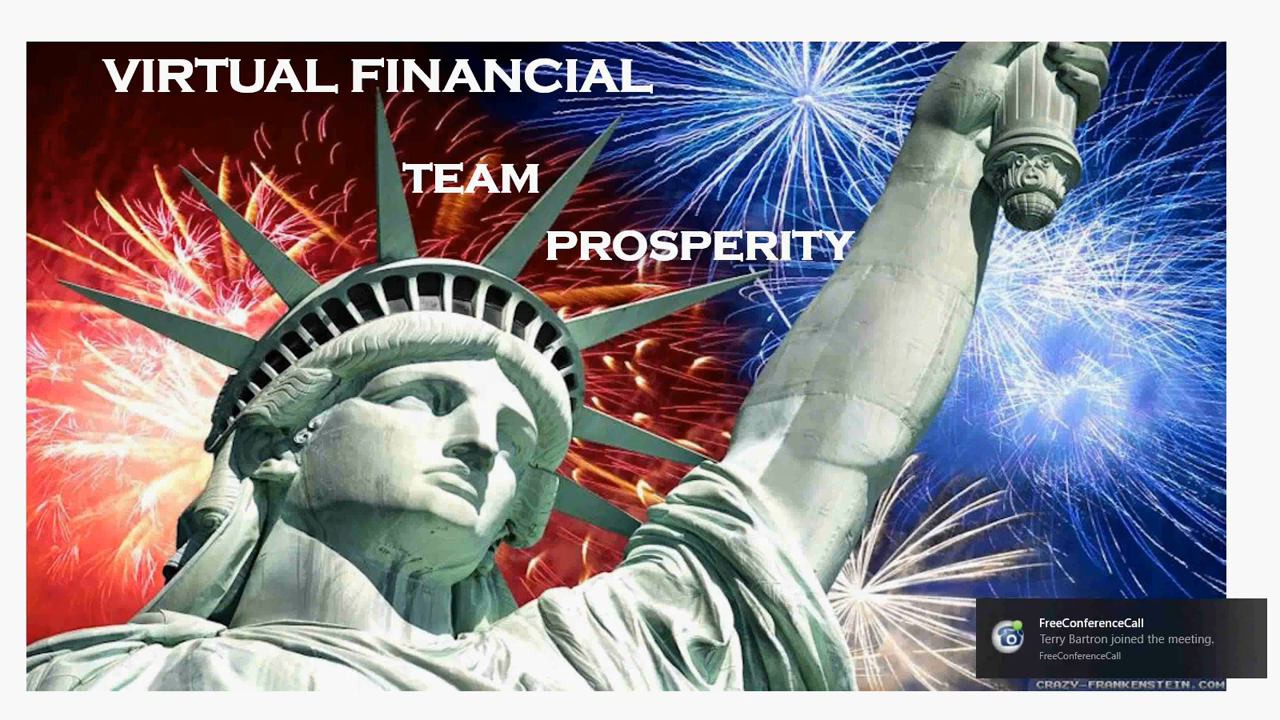 VIRTUAL FINANCIAL
TEAM
PROSPERITY
FreeConferenceCall
Terry Bartron joined the meeting.
FreeConferenceCall
CRAZY-FRANKENSTEIN.COM